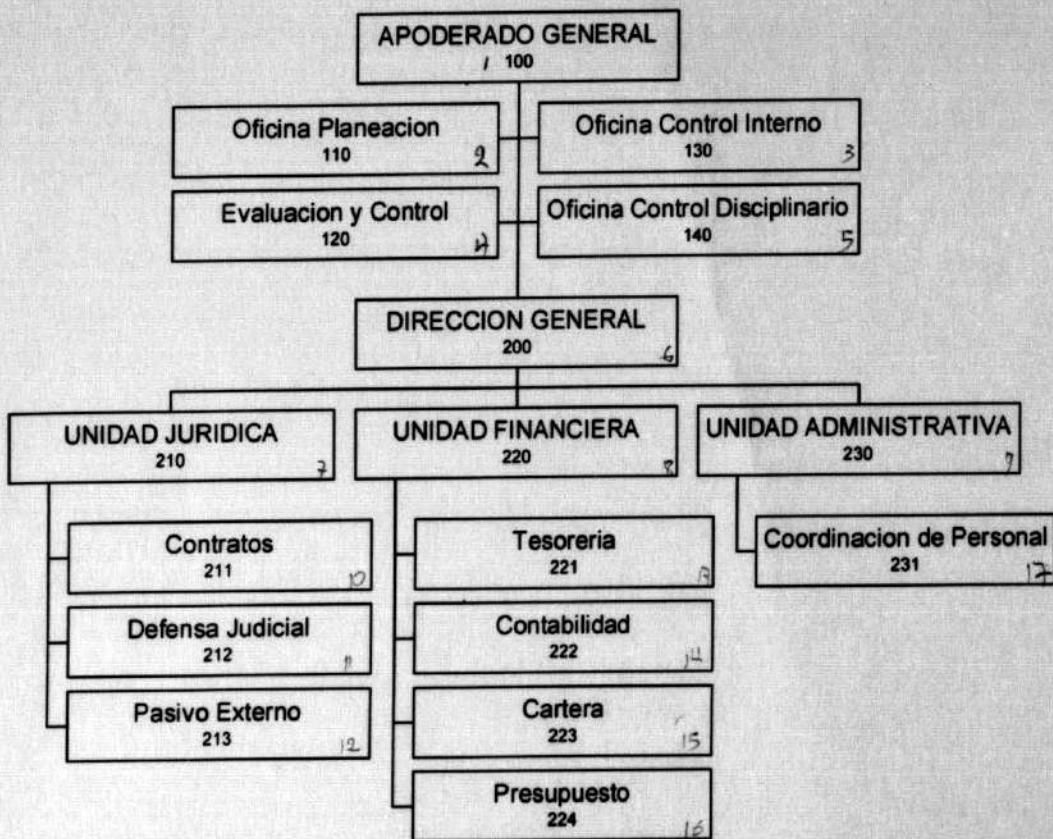 APODERADO GENERAL
1 100
Oficina Planeacion
110 2
Oficina Control Interno
130 3
Evaluacion y Control
120 4
Oficina Control Disciplinario
140 5
DIRECCION GENERAL
200 6
UNIDAD JURIDICA
210 7
UNIDAD FINANCIERA
220 8
UNIDAD ADMINISTRATIVA
230 9
Contratos
211 10
Defensa Judicial
212 11
Pasivo Externo
213 12
Tesoreria
221 13
Contabilidad
222 14
Cartera
223 15
Presupuesto
224 16
Coordinacion de Personal
231 17